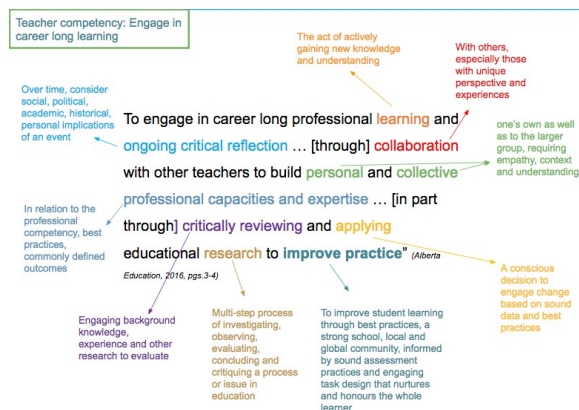 Teacher competency: Engage in
career long learning
The act of actively
gaining new knowledge
and understanding
With others,
especially those
with unique
perspective and
experiences
Over time, consider
social, political,
academic, historical,
personal implications
of an event
To engage in career long professional learning and
ongoing critical reflection … [through] collaboration
with other teachers to build personal and collective
professional capacities and expertise … [in part
through] critically reviewing and applying
educational research to improve practice” (Alberta
Education, 2016, pgs.3-4)
one's own as well
as to the larger
group, requiring
empathy, context
and understanding
In relation to the
professional
competency, best
practices,
commonly defined
outcomes
A conscious
decision to
engage change
based on sound
data and best
practices
Engaging background
knowledge,
experience and other
research to evaluate
Multi-step process
of investigating,
observing,
evaluating,
concluding and
critiquing a process
or issue in
education
To improve student learning
through best practices, a
strong school, local and
global community, informed
by sound assessment
practices and engaging
task design that nurtures
and honours the whole
learner